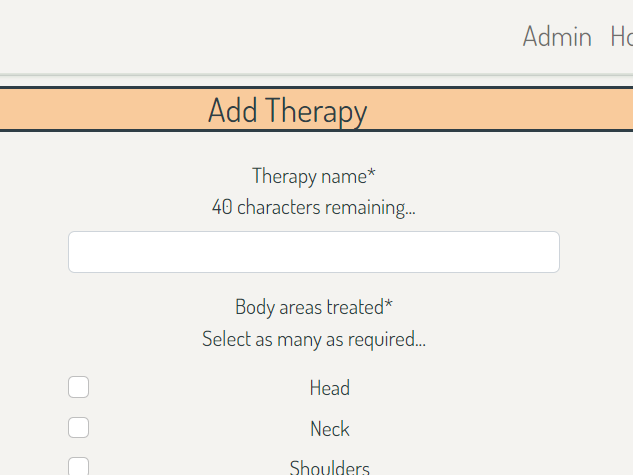 Admin
Add Therapy
Therapy name*
40 characters remaining...
Body areas treated*
Select as many as required...
Head
Neck
Shoulders